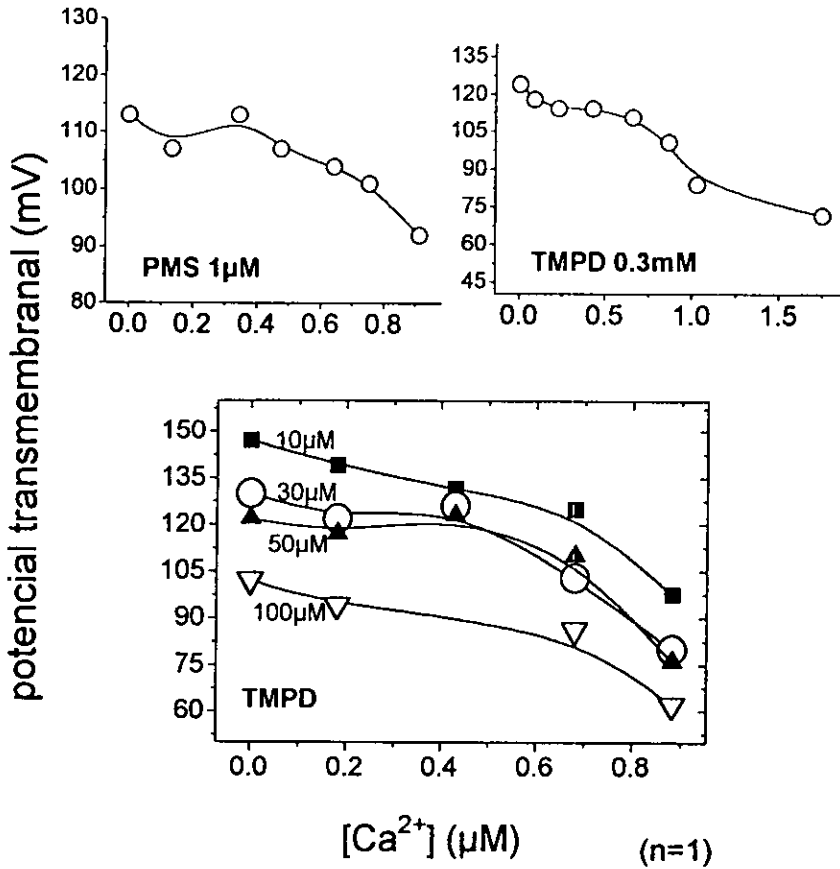 potencial transmembranal (mV)
130
120
110
100
90
80
PMS 1µM
0.0 0.2 0.4 0.6 0.8
135
120
105
90
75
60
45
TMPD 0.3mM
0.0 0.5 1.0 1.5
150
135
120
105
90
75
60
10µM
30µM
50µM
100µM
TMPD
0.0 0.2 0.4 0.6 0.8
[Ca²⁺] (µM)
(n=1)